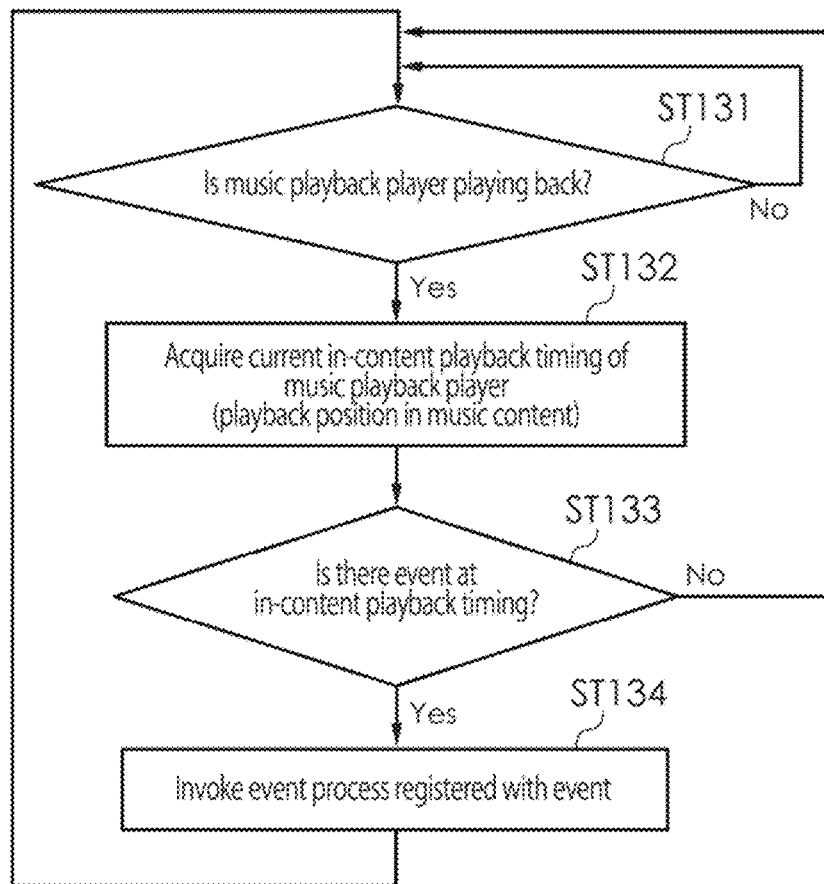 ST131
Is music playback player playing back?
No
Yes
ST132
Acquire current in-content playback timing of
music playback player
(playback position in music content)
ST133
Is there event at
in-content playback timing?
No
Yes
ST134
Invoke event process registered with event